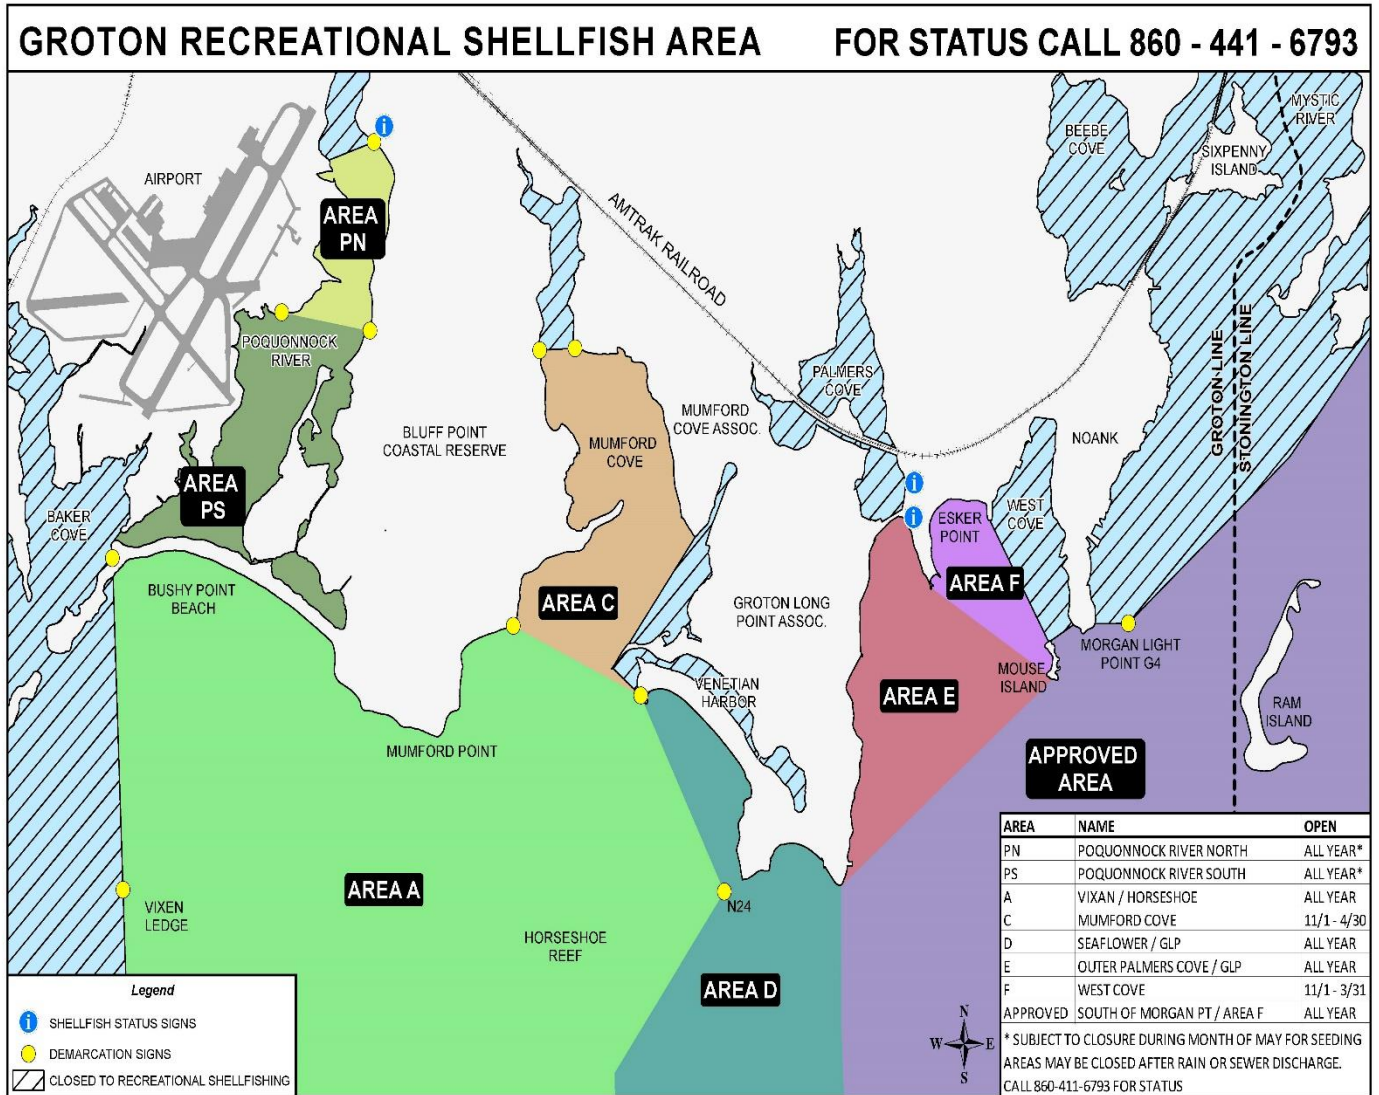 GROTON RECREATIONAL SHELLFISH AREA
FOR STATUS CALL 860 - 441 - 6793
MYSTIC
RIVER
BEEBE
COVE
SIXPENNY
ISLAND
AIRPORT
AREA
PN
AMTRAK RAILROAD
POQUONNOCK
RIVER
PALMERS
COVE
GROTON LINE
STONINGTON LINE
BLUFF POINT
COASTAL RESERVE
MUMFORD
COVE ASSOC.
MUMFORD
COVE
NOANK
AREA
PS
BAKER
COVE
ESKER
POINT
WEST
COVE
BUSHY POINT
BEACH
AREA C
AREA F
GROTON LONG
POINT ASSOC.
MORGAN LIGHT
POINT G4
MOUSE
ISLAND
VENETIAN
HARBOR
AREA E
RAM
ISLAND
MUMFORD POINT
APPROVED
AREA
AREA A
N24
VIXEN
LEDGE
HORSESHOE
REEF
AREA D
N
W E
S
Legend
i SHELLFISH STATUS SIGNS
DEMARCATION SIGNS
CLOSED TO RECREATIONAL SHELLFISHING
AREA NAME OPEN
PN POQUONNOCK RIVER NORTH ALL YEAR*
PS POQUONNOCK RIVER SOUTH ALL YEAR*
A VIXAN / HORSESHOE ALL YEAR
C MUMFORD COVE 11/1 - 4/30
D SEAFLOWER / GLP ALL YEAR
E OUTER PALMERS COVE / GLP ALL YEAR
F WEST COVE 11/1 - 3/31
APPROVED SOUTH OF MORGAN PT / AREA F ALL YEAR
* SUBJECT TO CLOSURE DURING MONTH OF MAY FOR SEEDING
AREAS MAY BE CLOSED AFTER RAIN OR SEWER DISCHARGE.
CALL 860-411-6793 FOR STATUS